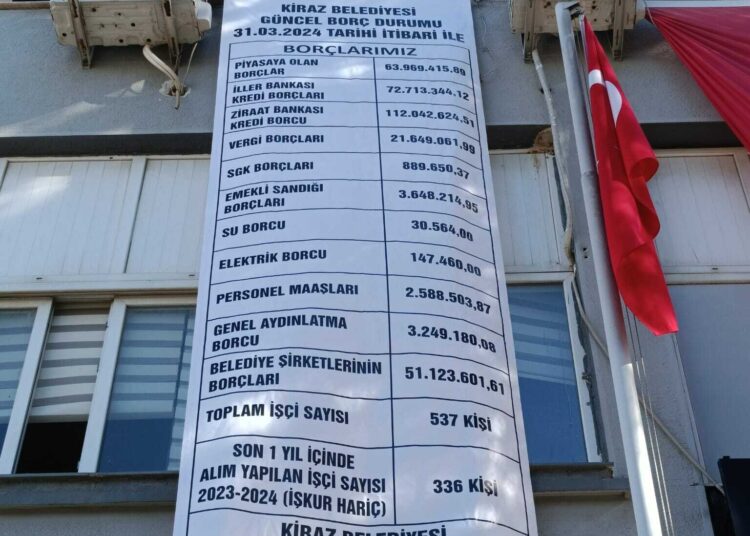 KİRAZ BELEDİYESİ
GÜNCEL BORÇ DURUMU
31.03.2024 TARİHİ İTİBARİ İLE
BORÇLARIMIZ
PİYASAYA OLAN
BORÇLAR
63.969.415.89
İLLER BANKASI
KREDİ BORÇLARI
72.713.344.12
ZİRAAT BANKASI
KREDİ BORCU
112.042.624,51
VERGİ BORÇLARI
21.649.061,99
SGK BORÇLARI
889.650,37
EMEKLİ SANDIĞI
BORÇLARI
3.648.214,95
SU BORCU
30.564,00
ELEKTRİK BORCU
147.460,00
PERSONEL MAAŞLARI
2.588.503,87
GENEL AYDINLATMA
BORCU
3.249.180,08
BELEDİYE ŞİRKETLERİNİN
BORÇLARI
51.123.601,61
TOPLAM İŞÇİ SAYISI
537 KİŞİ
SON 1 YIL İÇİNDE
ALIM YAPILAN İŞÇİ SAYISI
2023-2024 (İŞKUR HARİÇ)
336 KİŞİ
KİRAZ BELEDİYESİ